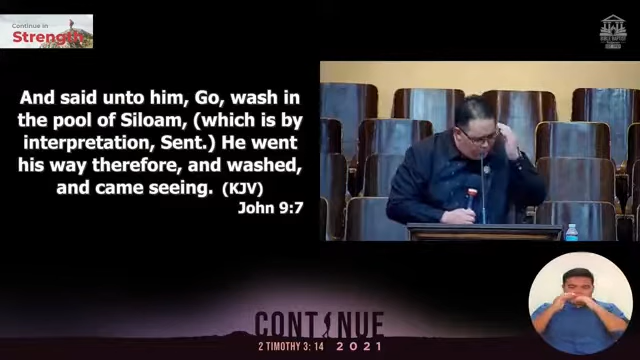 Continue in
Strength
And said unto him, Go, wash in
the pool of Siloam, (which is by
interpretation, Sent.) He went
his way therefore, and washed,
and came seeing. (KJV)
John 9:7
BIBLE BAPTIST
CONTINUE
2 TIMOTHY 3: 14 2021